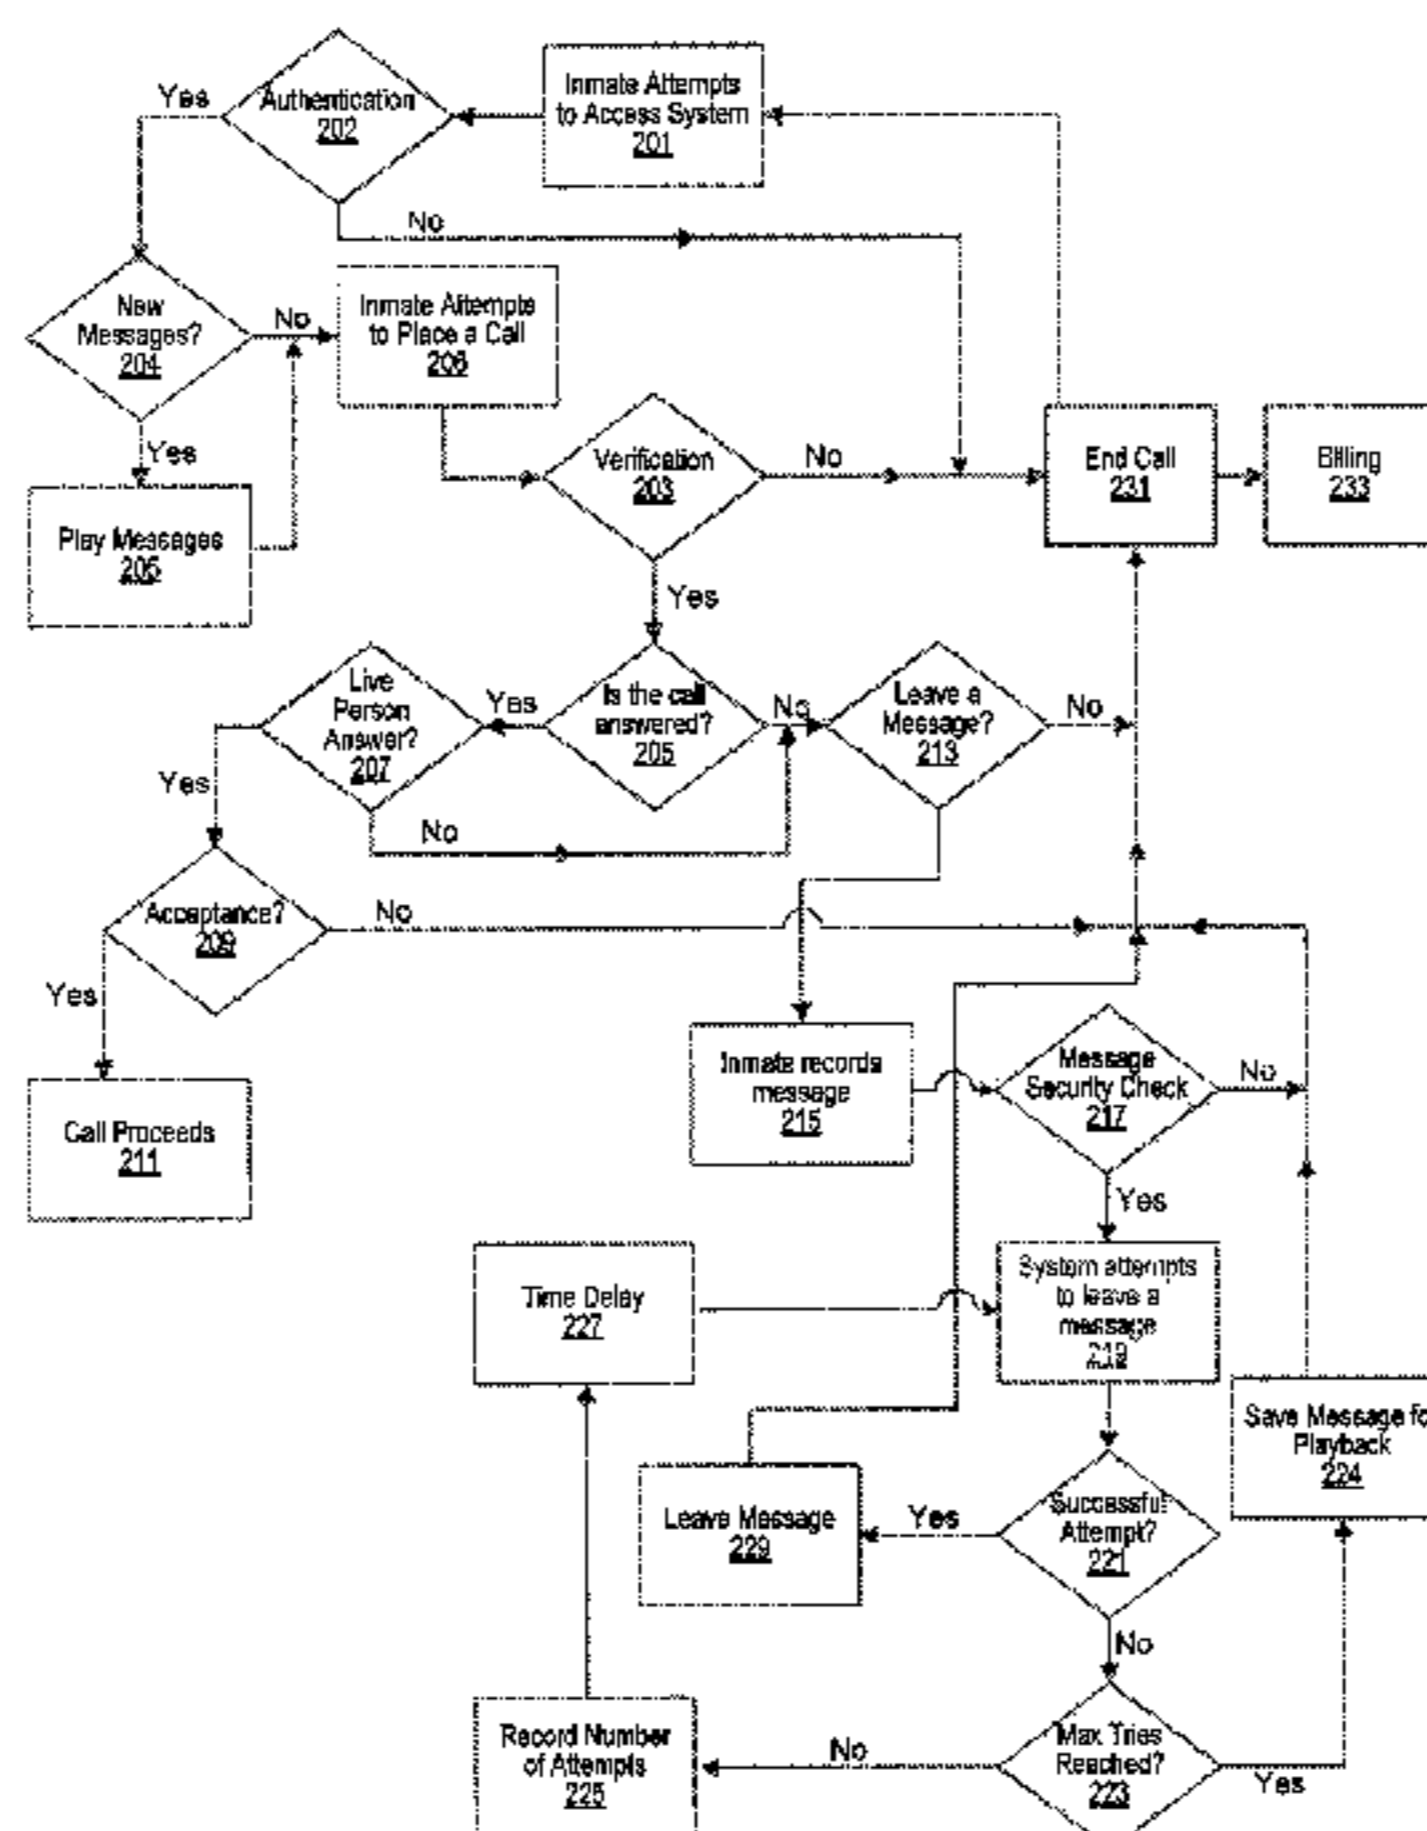 Inmate Attempts
to Access System
201
Authentication
202
Yes
No
New
Messages?
204
No
Yes
Inmate Attempts
to Place a Call
206
Play Messages
Verification
203
No
Yes
End Call
231
Billing
233
Is the call
answered?
205
Yes
No
Live
Person
Answer?
207
Yes
No
Leave a
Message?
213
No
Acceptance?
209
No
Yes
Call Proceeds
211
Inmate records
message
215
Message
Security Check
217
No
Yes
System attempts
to leave a
message
219
Time Delay
227
Save Message fo
Playback
224
Successful
Attempt?
221
Yes
No
Leave Message
229
Max Tries
Reached?
223
No
Yes
Record Number
of Attempts
225